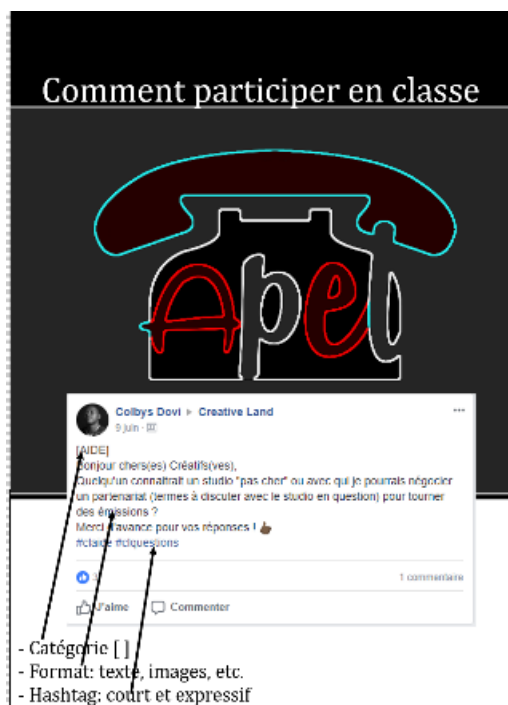 Comment participer en classe
Apel
Colbys Dovi ▸ Creative Land
9 juin
[AIDE]
Bonjour chers(es) Créatifs(ves),
Quelqu'un connaîtrait un studio "pas cher" ou avec qui je pourrais négocier
un partenariat (termes à discuter avec le studio en question) pour tourner
des émissions ?
Merci d'avance pour vos réponses !
#claide #clquestions
3
1 commentaire
J'aime Commenter
- Catégorie [ ]
- Format: texte, images, etc.
- Hashtag: court et expressif